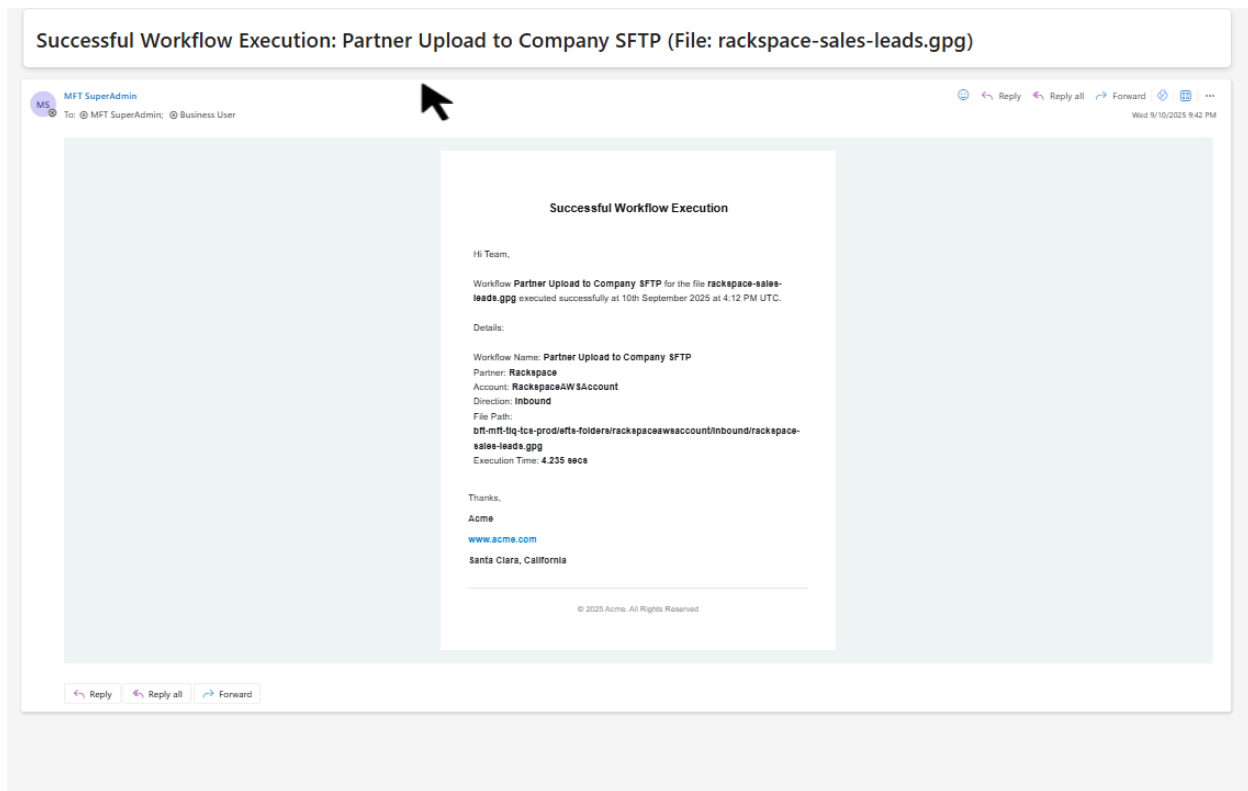 Successful Workflow Execution: Partner Upload to Company SFTP (File: rackspace-sales-leads.gpg)
MS
MFT SuperAdmin
Reply
Reply all
Forward
To: MFT SuperAdmin; Business User
Wed 9/10/2025 9:42 PM
Successful Workflow Execution
Hi Team,
Workflow Partner Upload to Company SFTP for the file rackspace-sales-
leads.gpg executed successfully at 10th September 2025 at 4:12 PM UTC.
Details:
Workflow Name: Partner Upload to Company SFTP
Partner: Rackspace
Account: RackspaceAWSAccount
Direction: Inbound
File Path:
bft-mft-tiq-tcs-prod/efts-folders/rackspaceawsaccount/inbound/rackspace-
sales-leads.gpg
Execution Time: 4.235 secs
Thanks,
Acme
www.acme.com
Santa Clara, California
© 2025 Acme. All Rights Reserved
Reply
Reply all
Forward